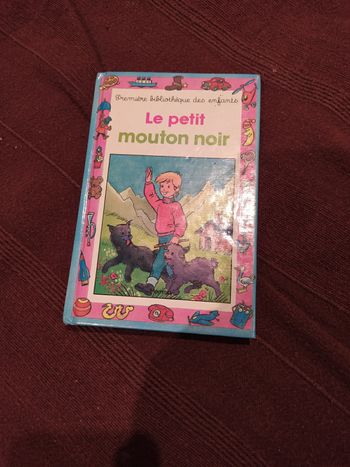 Première bibliothèque des enfants
Le petit
mouton noir